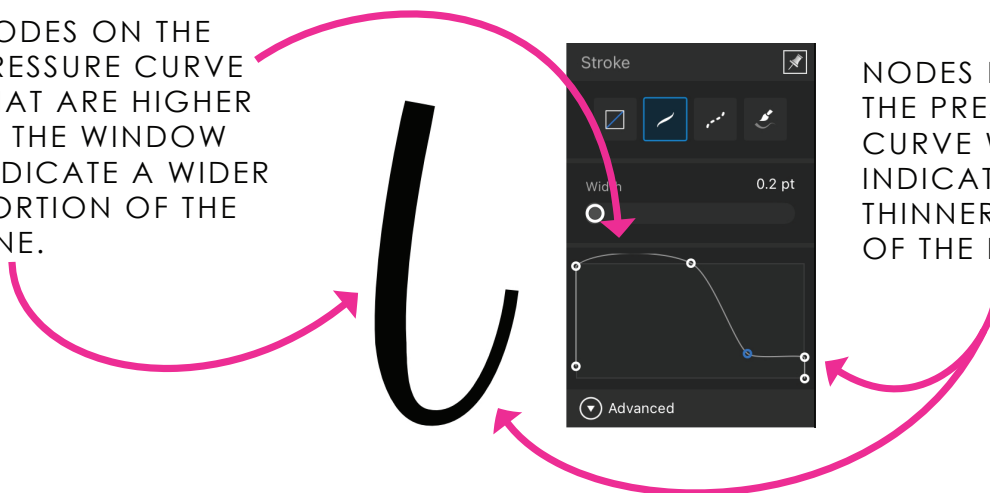 ODES ON THE
RESSURE CURVE
AT ARE HIGHER
THE WINDOW
DICATE A WIDER
ORTION OF THE
NE.
Stroke
Width 0.2 pt
Advanced
NODES
THE PRE
CURVE
INDICAT
THINNER
OF THE